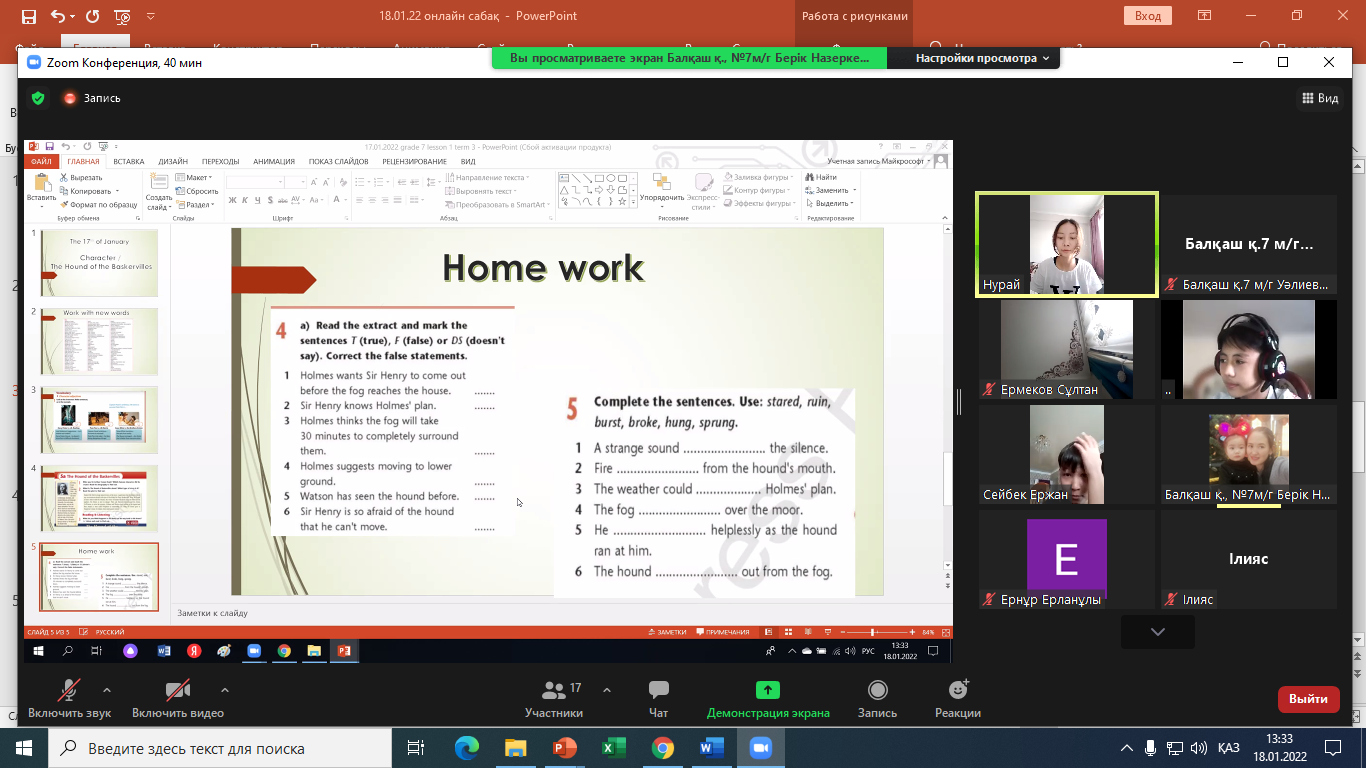 18.01.22 онлайн сабақ - PowerPoint
Работа с рисунками
Вход
Zoom Конференция, 40 мин
Вы просматриваете экран Балқаш қ., №7м/г Берік Назерке...
Настройки просмотра
Запись
Вид
17.01.2022 grade 7 lesson 1 term 3 - PowerPoint (Сбой активации продукта)
ФАЙЛ ГЛАВНАЯ ВСТАВКА ДИЗАЙН ПЕРЕХОДЫ АНИМАЦИЯ ПОКАЗ СЛАЙДОВ РЕЦЕНЗИРОВАНИЕ ВИД
Учетная запись Майкрософт
Вставить
Вырезать
Копировать
Формат по образцу
Буфер обмена
Создать слайд
Макет
Сбросить
Раздел
Слайды
Шрифт
Направление текста
Выровнять текст
Преобразовать в SmartArt
Абзац
Упорядочить
Экспресс-стили
Заливка фигуры
Контур фигуры
Эффекты фигуры
Рисование
Найти
Заменить
Выделить
Редактирование
1
The 17th of January
Character /
The Hound of the Baskervilles
2
Work with new words
3
4
5a The Hound of the Baskervilles
5
Home work
Home work
4 a) Read the extract and mark the
sentences T (true), F (false) or DS (doesn't
say). Correct the false statements.
1 Holmes wants Sir Henry to come out
before the fog reaches the house. .......
2 Sir Henry knows Holmes' plan. .......
3 Holmes thinks the fog will take
30 minutes to completely surround
them. .......
4 Holmes suggests moving to lower
ground. .......
5 Watson has seen the hound before. .......
6 Sir Henry is so afraid of the hound
that he can't move. .......
5 Complete the sentences. Use: stared, ruin,
burst, broke, hung, sprung.
1 A strange sound ........................ the silence.
2 Fire ........................ from the hound's mouth.
3 The weather could ................... Holmes' plan.
4 The fog ........................ over the moor.
5 He ........................... helplessly as the hound
ran at him.
6 The hound ........................ out from the fog.
Заметки к слайду
СЛАЙД 5 ИЗ 5 РУССКИЙ
ЗАМЕТКИ ПРИМЕЧАНИЯ
84%
РУС
13:33
18.01.2022
Нурай
Балқаш қ.7 м/г...
Балқаш қ.7 м/г Уәлиев...
Ермеков Сұлтан
..
Сейбек Ержан
Балқаш қ., №7м/г Берік Н...
E
Ернұр Ерланұлы
Ілияс
Ілияс
Включить звук
Включить видео
17
Участники
Чат
Демонстрация экрана
Запись
Реакции
Выйти
Введите здесь текст для поиска
ҚАЗ
13:33
18.01.2022